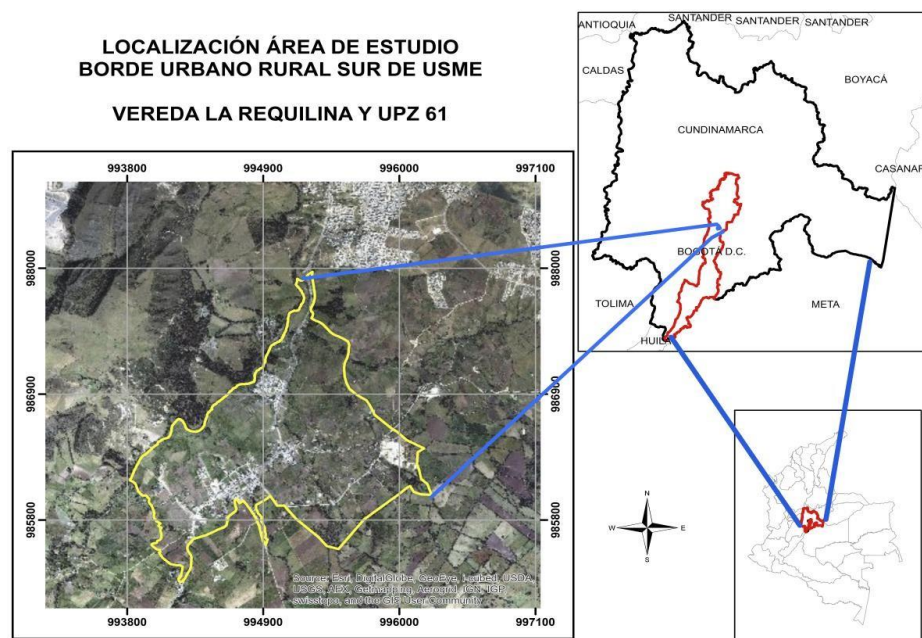 LOCALIZACIÓN ÁREA DE ESTUDIO
BORDE URBANO RURAL SUR DE USME
VEREDA LA REQUILINA Y UPZ 61
993800 994900 996000 997100
988000 988000
986900 986900
985800 985800
993800 994900 996000 997100
Source: Esri, DigitalGlobe, GeoEye, i-cubed, USDA,
USGS, AEX, Getmapping, Aerogrid, IGN, IGP,
swisstopo, and the GIS User Community
ANTIOQUIA
SANTANDER SANTANDER SANTANDER
CALDAS
BOYACÁ
CUNDINAMARCA
CASANAR
BOGOTÁ D.C.
TOLIMA
META
HUILA
N
W E
S